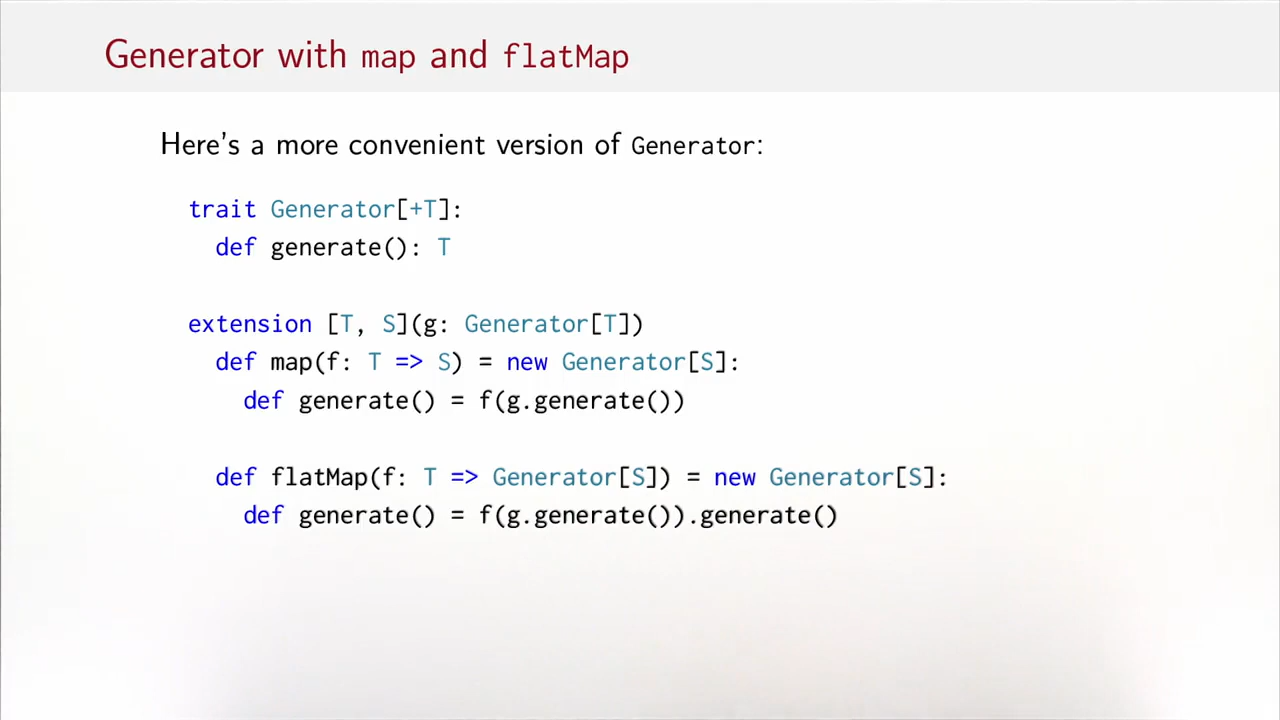 Generator with map and flatMap
Here's a more convenient version of Generator:
trait Generator[+T]:
  def generate(): T
extension [T, S](g: Generator[T])
  def map(f: T => S) = new Generator[S]:
    def generate() = f(g.generate())
  def flatMap(f: T => Generator[S]) = new Generator[S]:
    def generate() = f(g.generate()).generate()